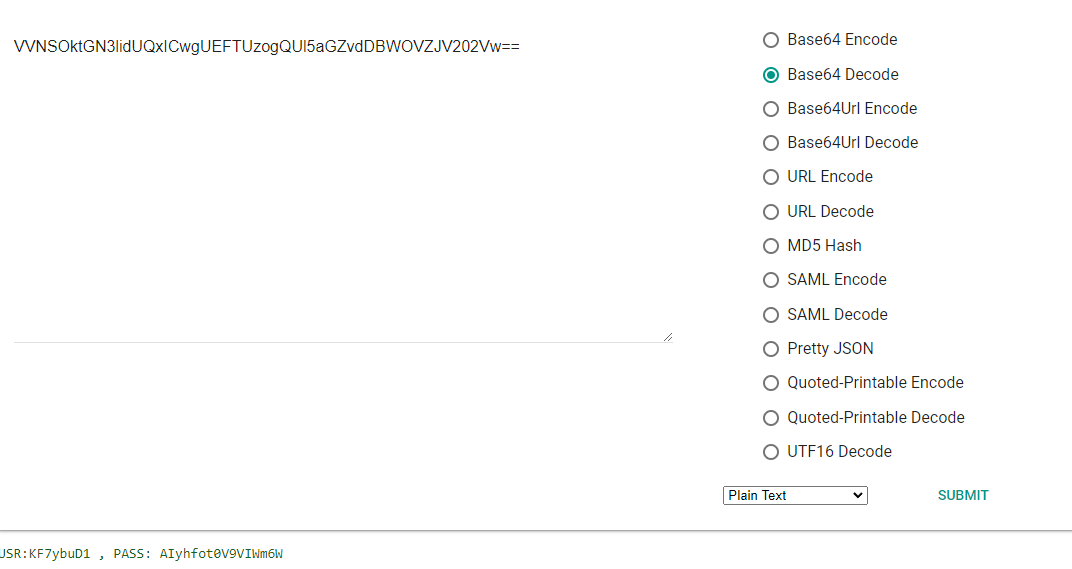 VVNSOktGN3lidUQxICwgUEFTUzogQUl5aGZvdDBWOVZJV202Vw==
Base64 Encode
Base64 Decode
Base64Url Encode
Base64Url Decode
URL Encode
URL Decode
MD5 Hash
SAML Encode
SAML Decode
Pretty JSON
Quoted-Printable Encode
Quoted-Printable Decode
UTF16 Decode
Plain Text
SUBMIT
USR:KF7ybuD1 , PASS: AIyhfot0V9VIWm6W